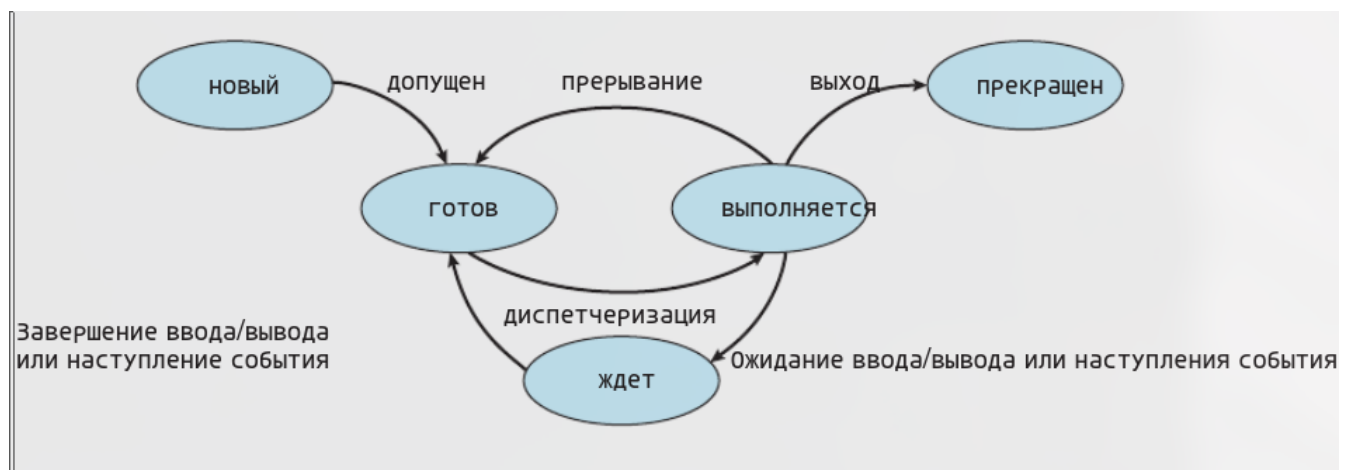 новый
допущен
прерывание
выход
прекращен
готов
выполняется
диспетчеризация
Завершение ввода/вывода
или наступление события
Ожидание ввода/вывода или наступления события
ждет